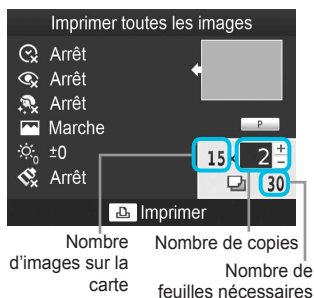 Imprimer toutes les images
Arrêt
Arrêt
Arrêt
Marche
P
±0
15 2 + -
Arrêt
30
Imprimer
Nombre d'images sur la carte
Nombre de copies
Nombre de feuilles nécessaires